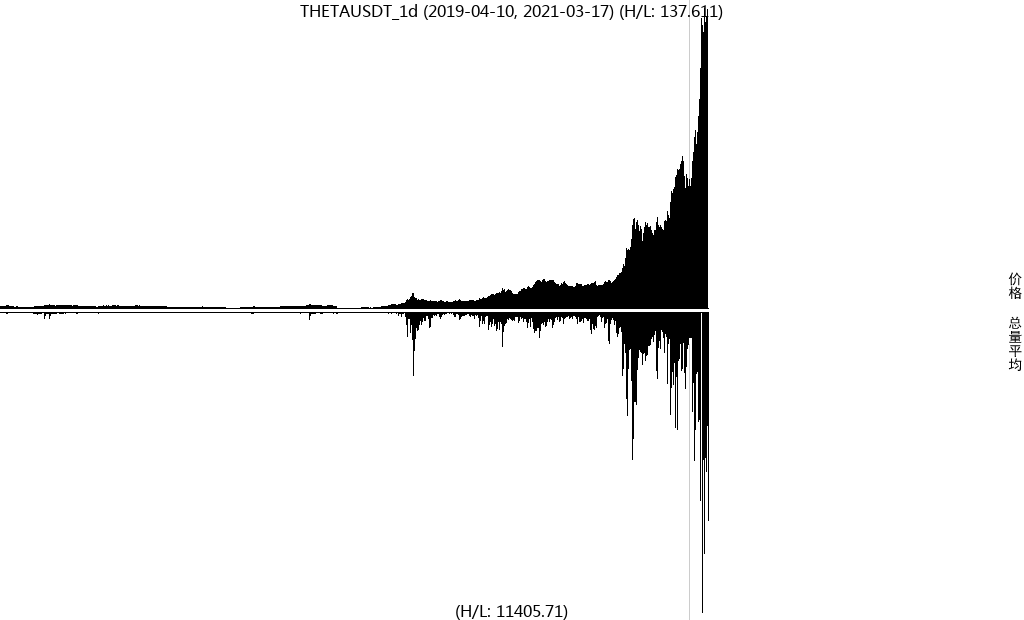 THETAUSDT_1d (2019-04-10, 2021-03-17) (H/L: 137.611)
价格
总量平均
(H/L: 11405.71)